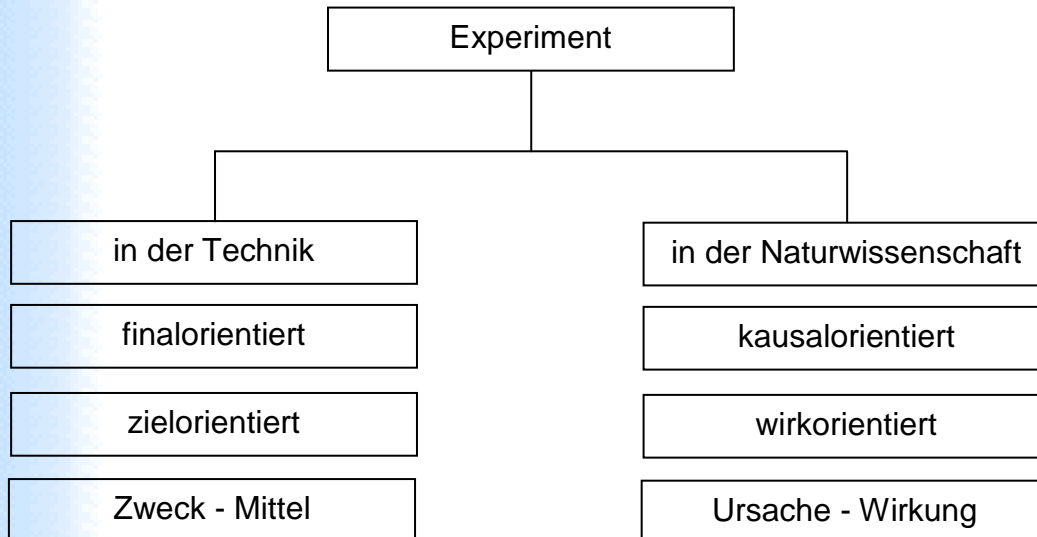 Experiment
in der Technik
in der Naturwissenschaft
finalorientiert
kausalorientiert
zielorientiert
wirkorientiert
Zweck - Mittel
Ursache - Wirkung